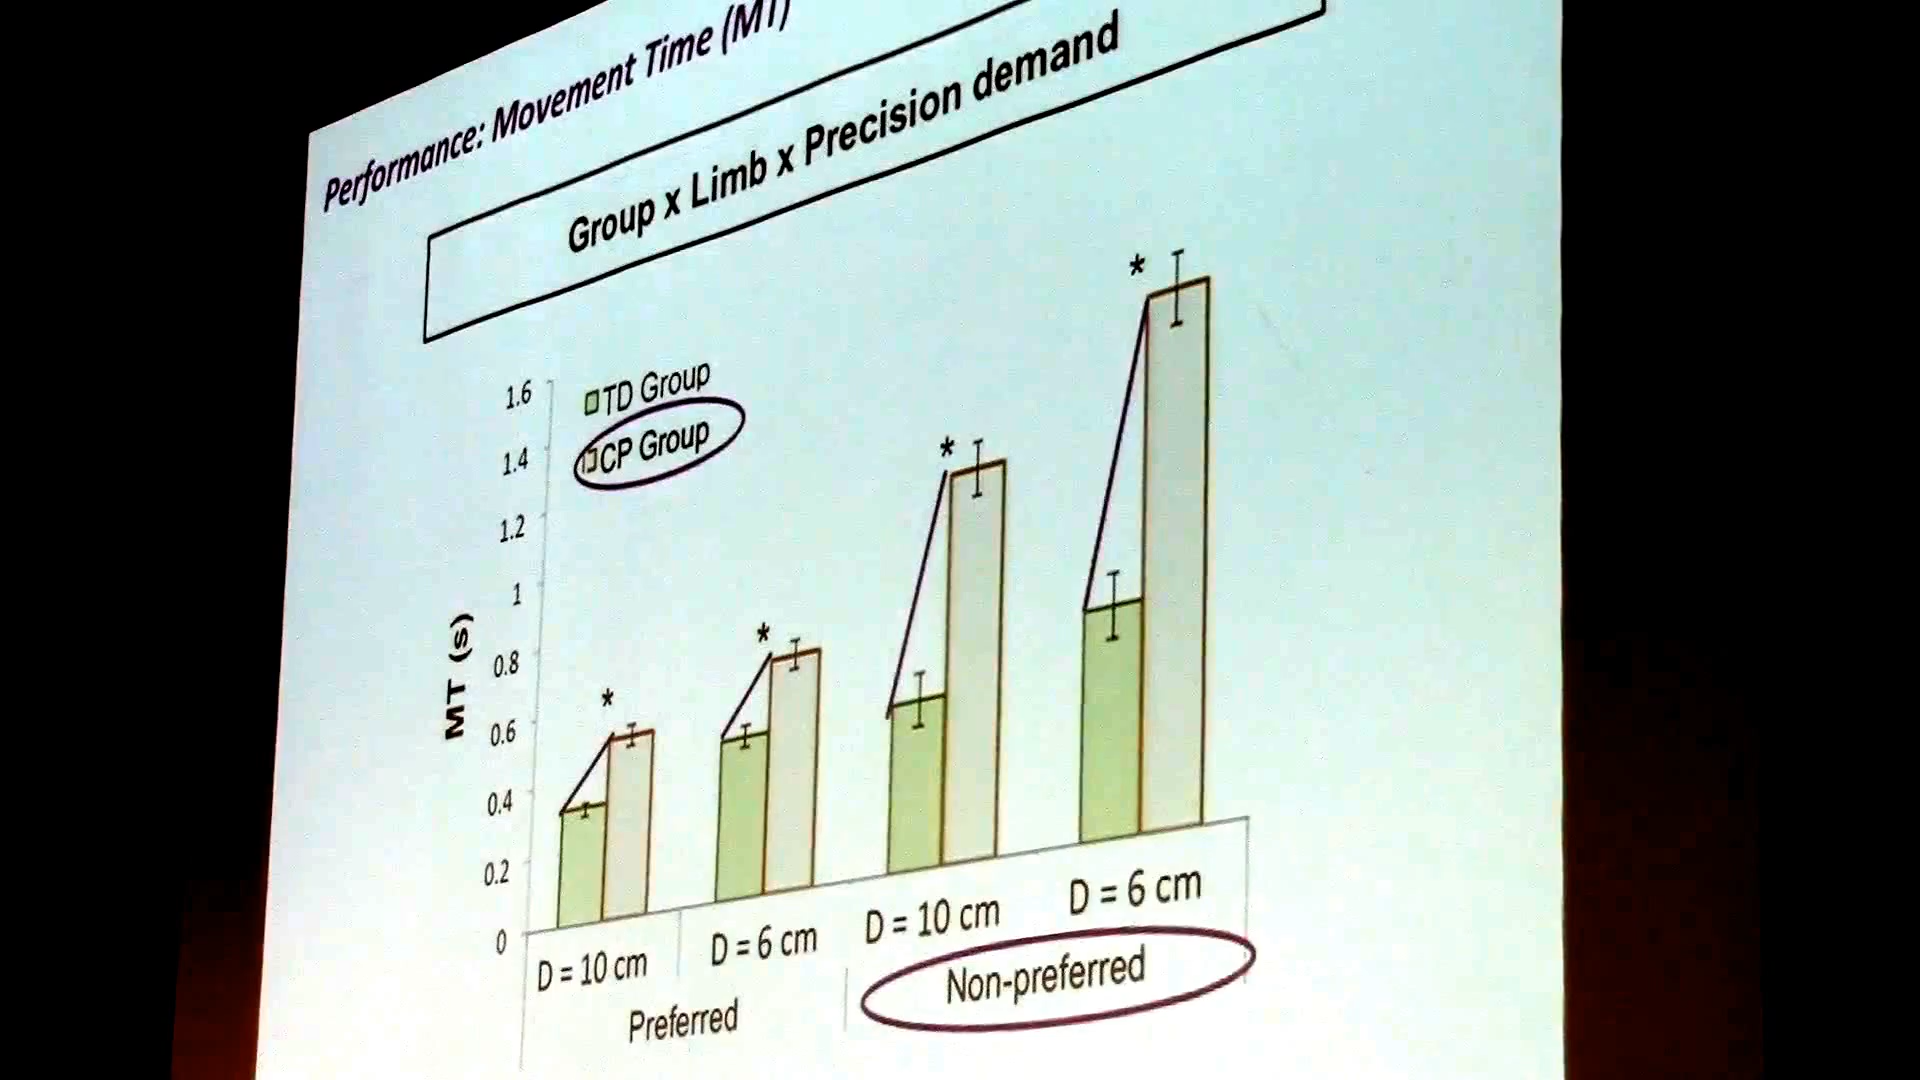 Performance: Movement Time (MT)
Group x Limb x Precision demand
TD Group
CP Group
1.6
1.4
1.2
1
0.8
0.6
0.4
0.2
0
MT (s)
*
*
*
*
D = 10 cm
D = 6 cm
D = 10 cm
D = 6 cm
Preferred
Non-preferred